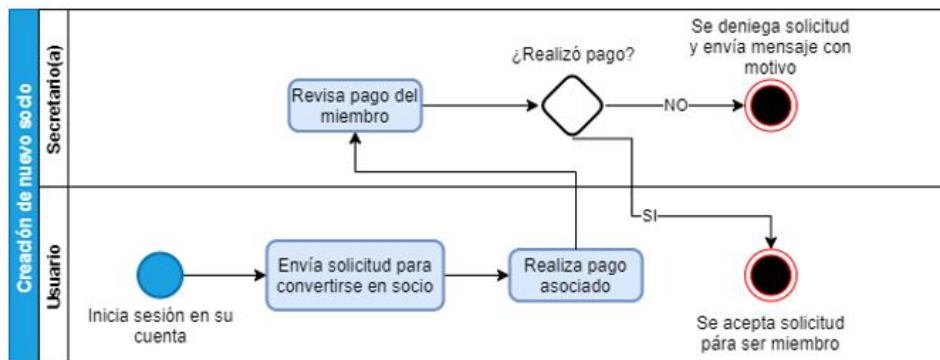 Creación de nuevo socio
Secretario(a)
Revisa pago del
miembro
¿Realizó pago?
NO
Se deniega solicitud
y envía mensaje con
motivo
Usuario
Inicia sesión en su
cuenta
Envía solicitud para
convertirse en socio
Realiza pago
asociado
SI
Se acepta solicitud
pára ser miembro